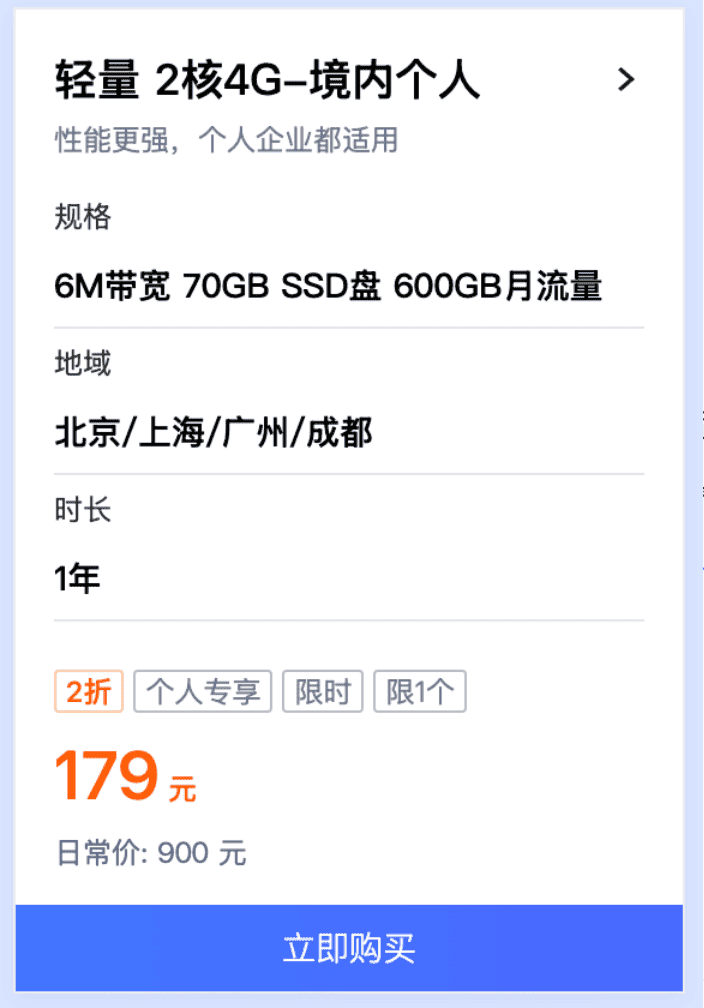 轻量 2核4G-境内个人
性能更强，个人企业都适用
规格
6M带宽 70GB SSD盘 600GB月流量
地域
北京/上海/广州/成都
时长
1年
2折 个人专享 限时 限1个
179 元
日常价: 900 元
立即购买